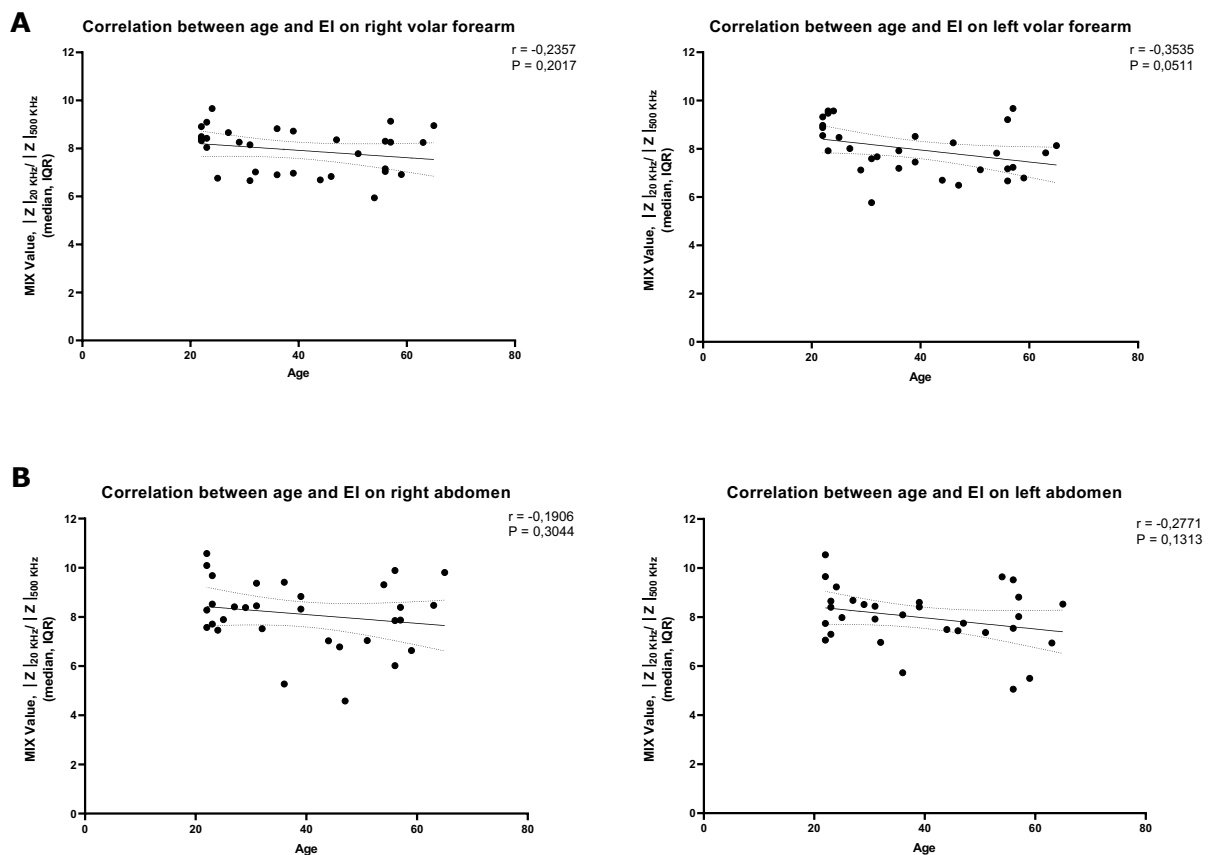 A
Correlation between age and EI on right volar forearm
r = -0,2357
P = 0,2017
MIX Value, |Z|20 KHz/ |Z|500 KHz
(median, IQR)
12
10
8
6
4
2
0
0 20 40 60 80
Age
Correlation between age and EI on left volar forearm
r = -0,3535
P = 0,0511
MIX Value, |Z|20 KHz/ |Z|500 KHz
(median, IQR)
12
10
8
6
4
2
0
0 20 40 60 80
Age
B
Correlation between age and EI on right abdomen
r = -0,1906
P = 0,3044
MIX Value, |Z|20 KHz/ |Z|500 KHz
(median, IQR)
12
10
8
6
4
2
0
0 20 40 60 80
Age
Correlation between age and EI on left abdomen
r = -0,2771
P = 0,1313
MIX Value, |Z|20 KHz/ |Z|500 KHz
(median, IQR)
12
10
8
6
4
2
0
0 20 40 60 80
Age